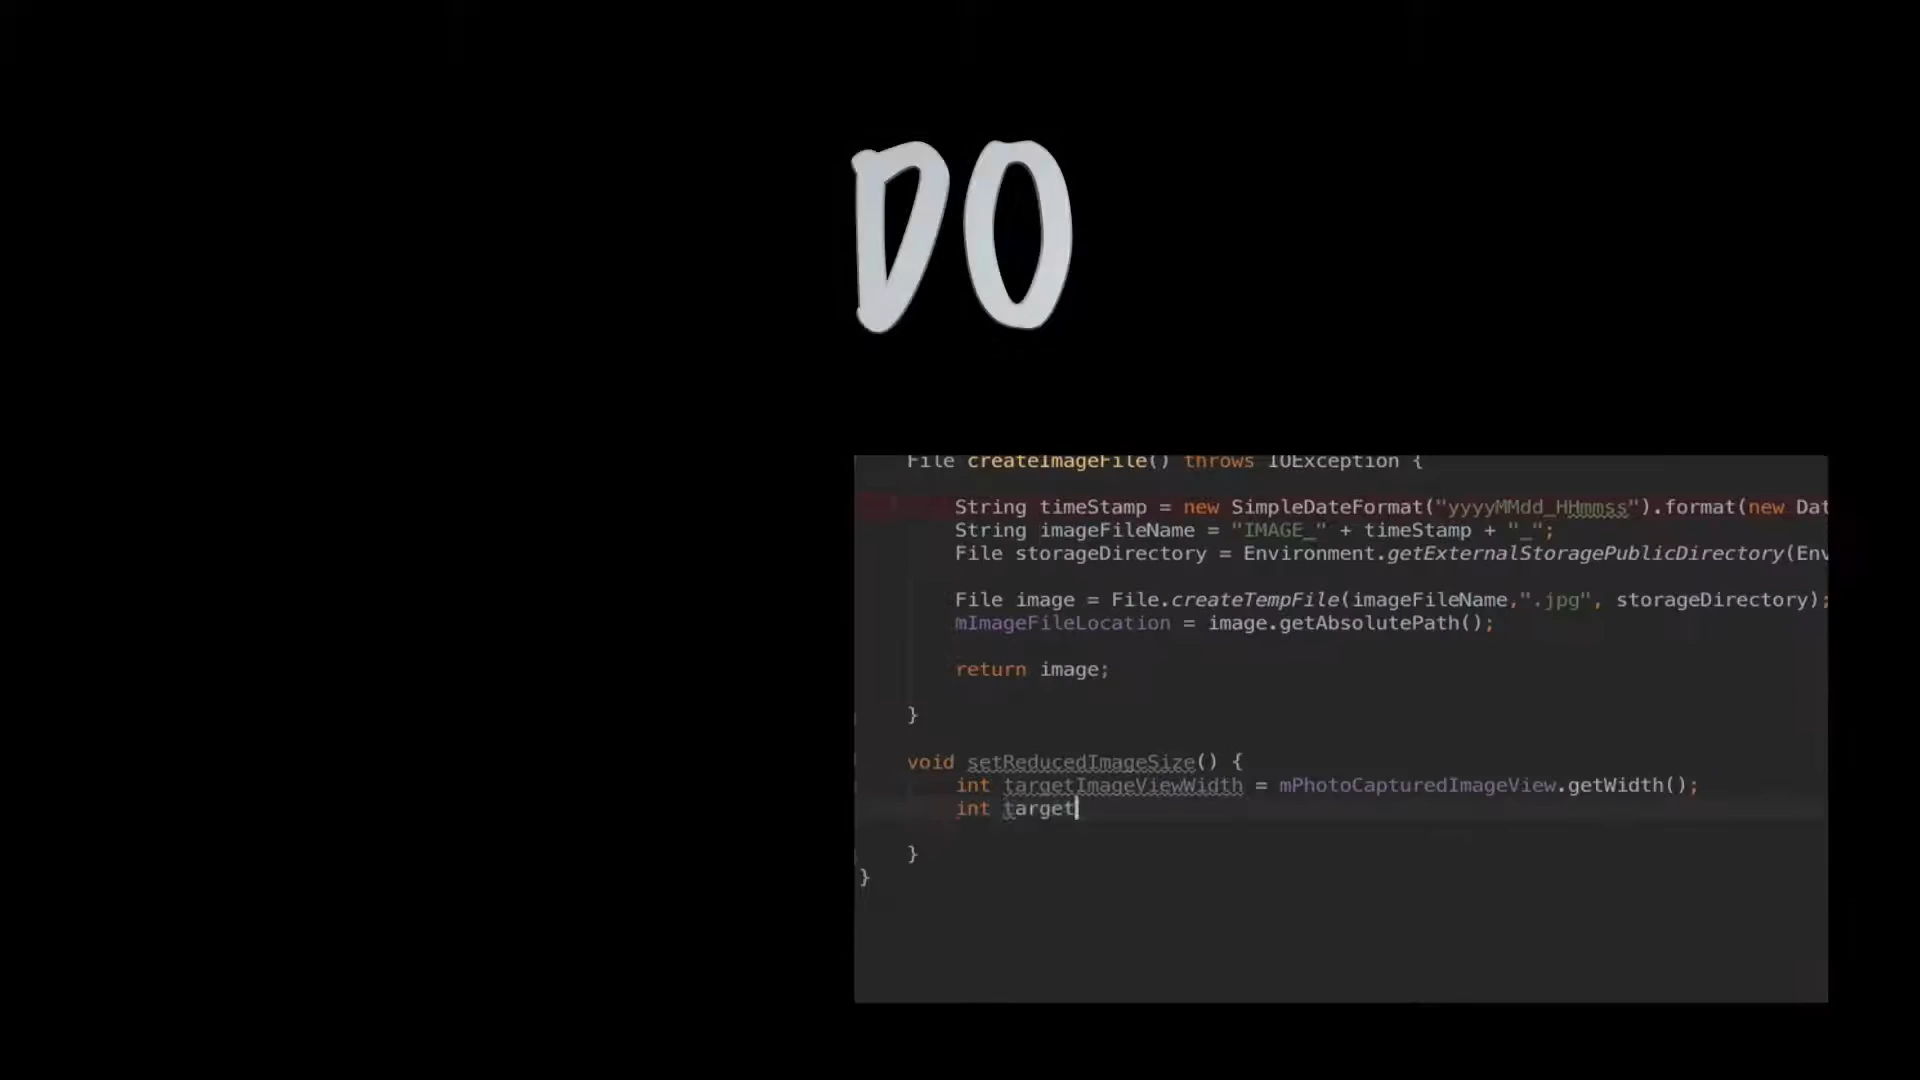 DO
File createImageFile() throws IOException {
String timeStamp = new SimpleDateFormat("yyyyMMdd_HHmmss").format(new Dat
String imageFileName = "IMAGE_" + timeStamp + "_";
File storageDirectory = Environment.getExternalStoragePublicDirectory(Env
File image = File.createTempFile(imageFileName,".jpg", storageDirectory);
mImageFileLocation = image.getAbsolutePath();
return image;
}
void setReducedImageSize() {
int targetImageViewWidth = mPhotoCapturedImageView.getWidth();
int target
}
}